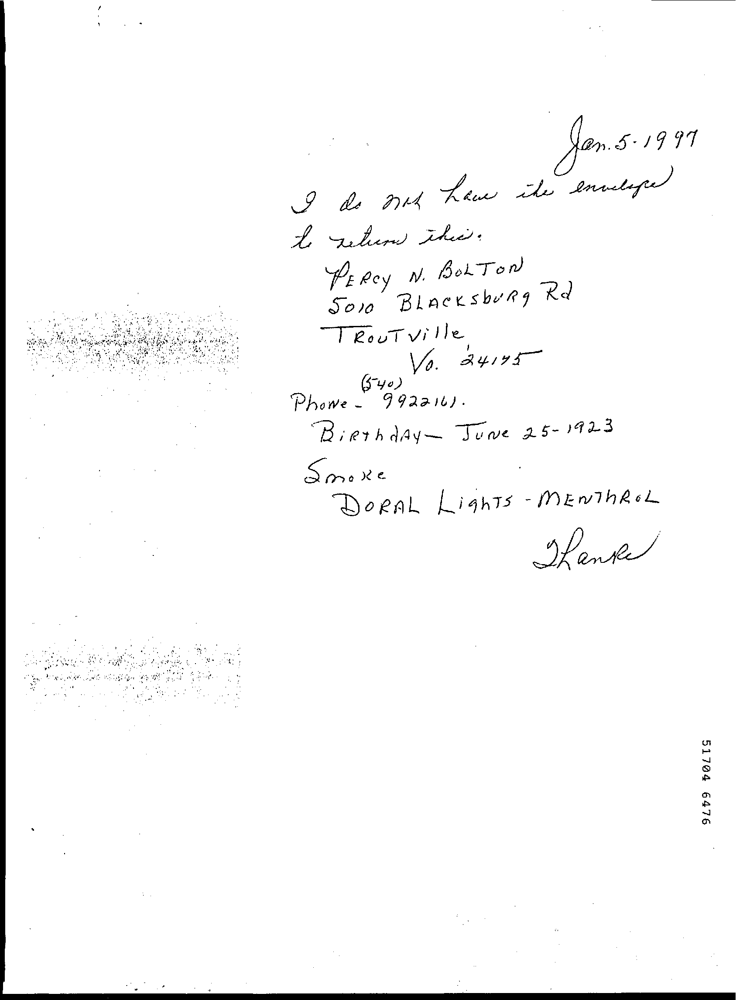 Jan. 5-1997
I do not have the envelope
to return this.
PERCY N. BOLTON
5010 BLACKSbURg Rd
TROUTville,
Va. 24175
(540)
Phone - 9922161.
BiRThdAy - JUNE 25-1923
Smoke
DORAL LighTS - MENThROL
Thanks
51704 6476